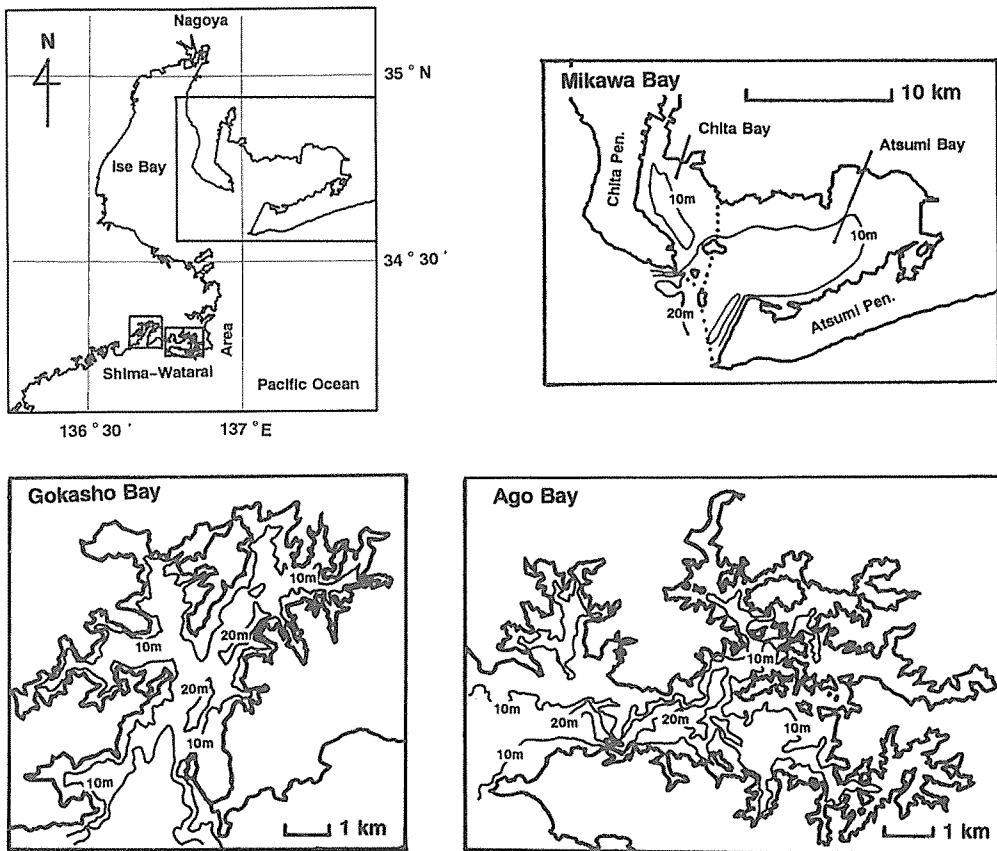 Nagoya
N
35° N
Ise Bay
34° 30'
Area
Shima-Wataral
Pacific Ocean
136° 30'
137° E
Mikawa Bay
10 km
Chita Bay
Chita Pen.
Atsumi Bay
10m
10m
20m
Atsumi Pen.
Gokasho Bay
10m
20m
10m
20m
10m
10m
1 km
Ago Bay
10m
10m
20m
20m
10m
10m
1 km